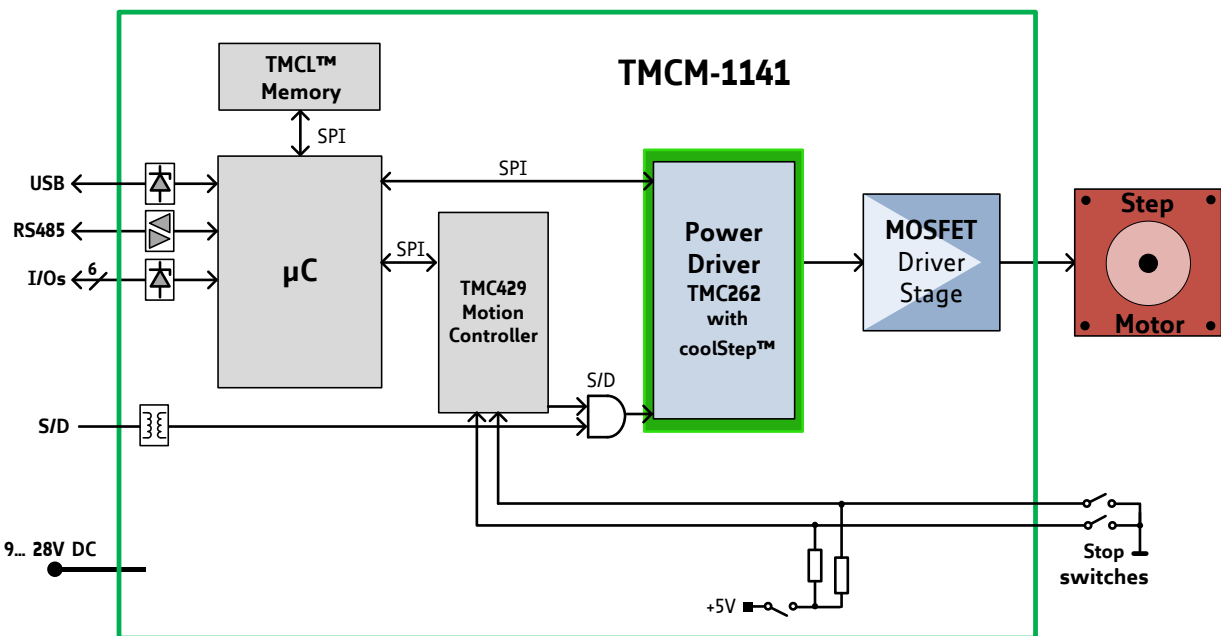 TMCM-1141
TMCL™
Memory
SPI
USB
RS485
I/Os
6
µC
SPI
SPI
TMC429
Motion
Controller
Power
Driver
TMC262
with
coolStep™
MOSFET
Driver
Stage
Step
Motor
S/D
S/D
9... 28V DC
+5V
Stop
switches